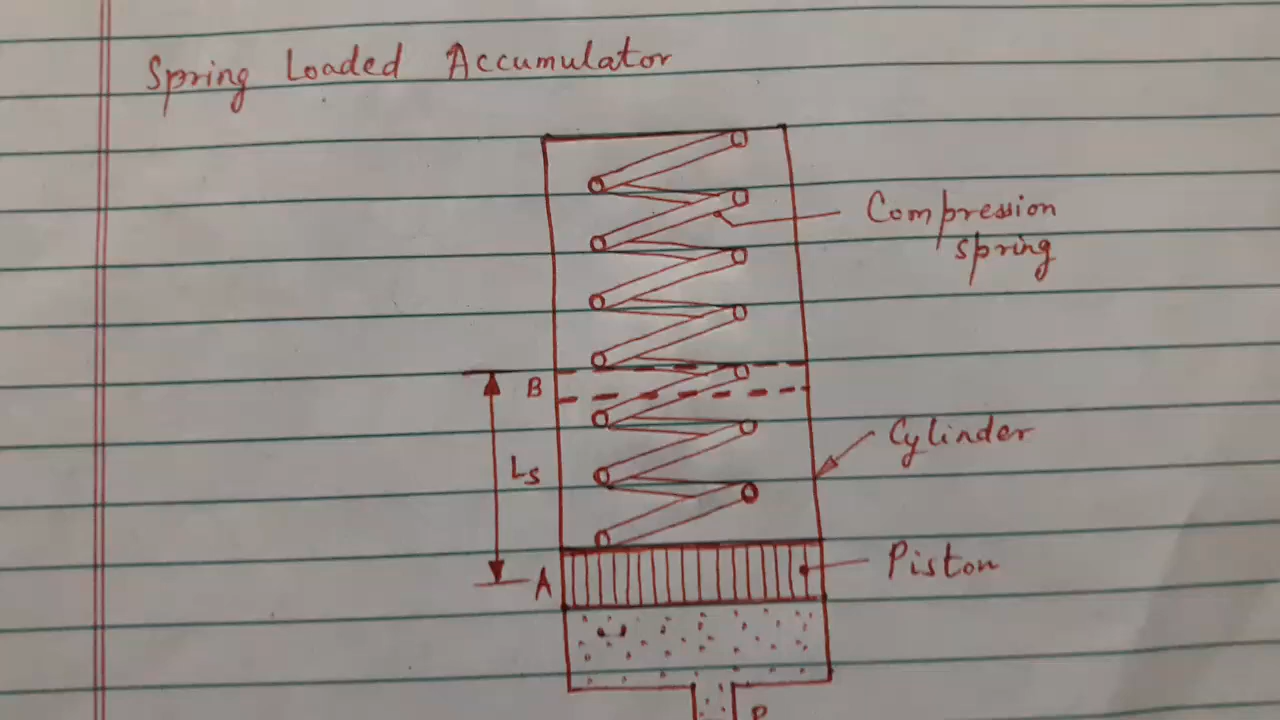 Spring Loaded Accumulator
Compression
spring
B
Cylinder
Ls
Piston
A